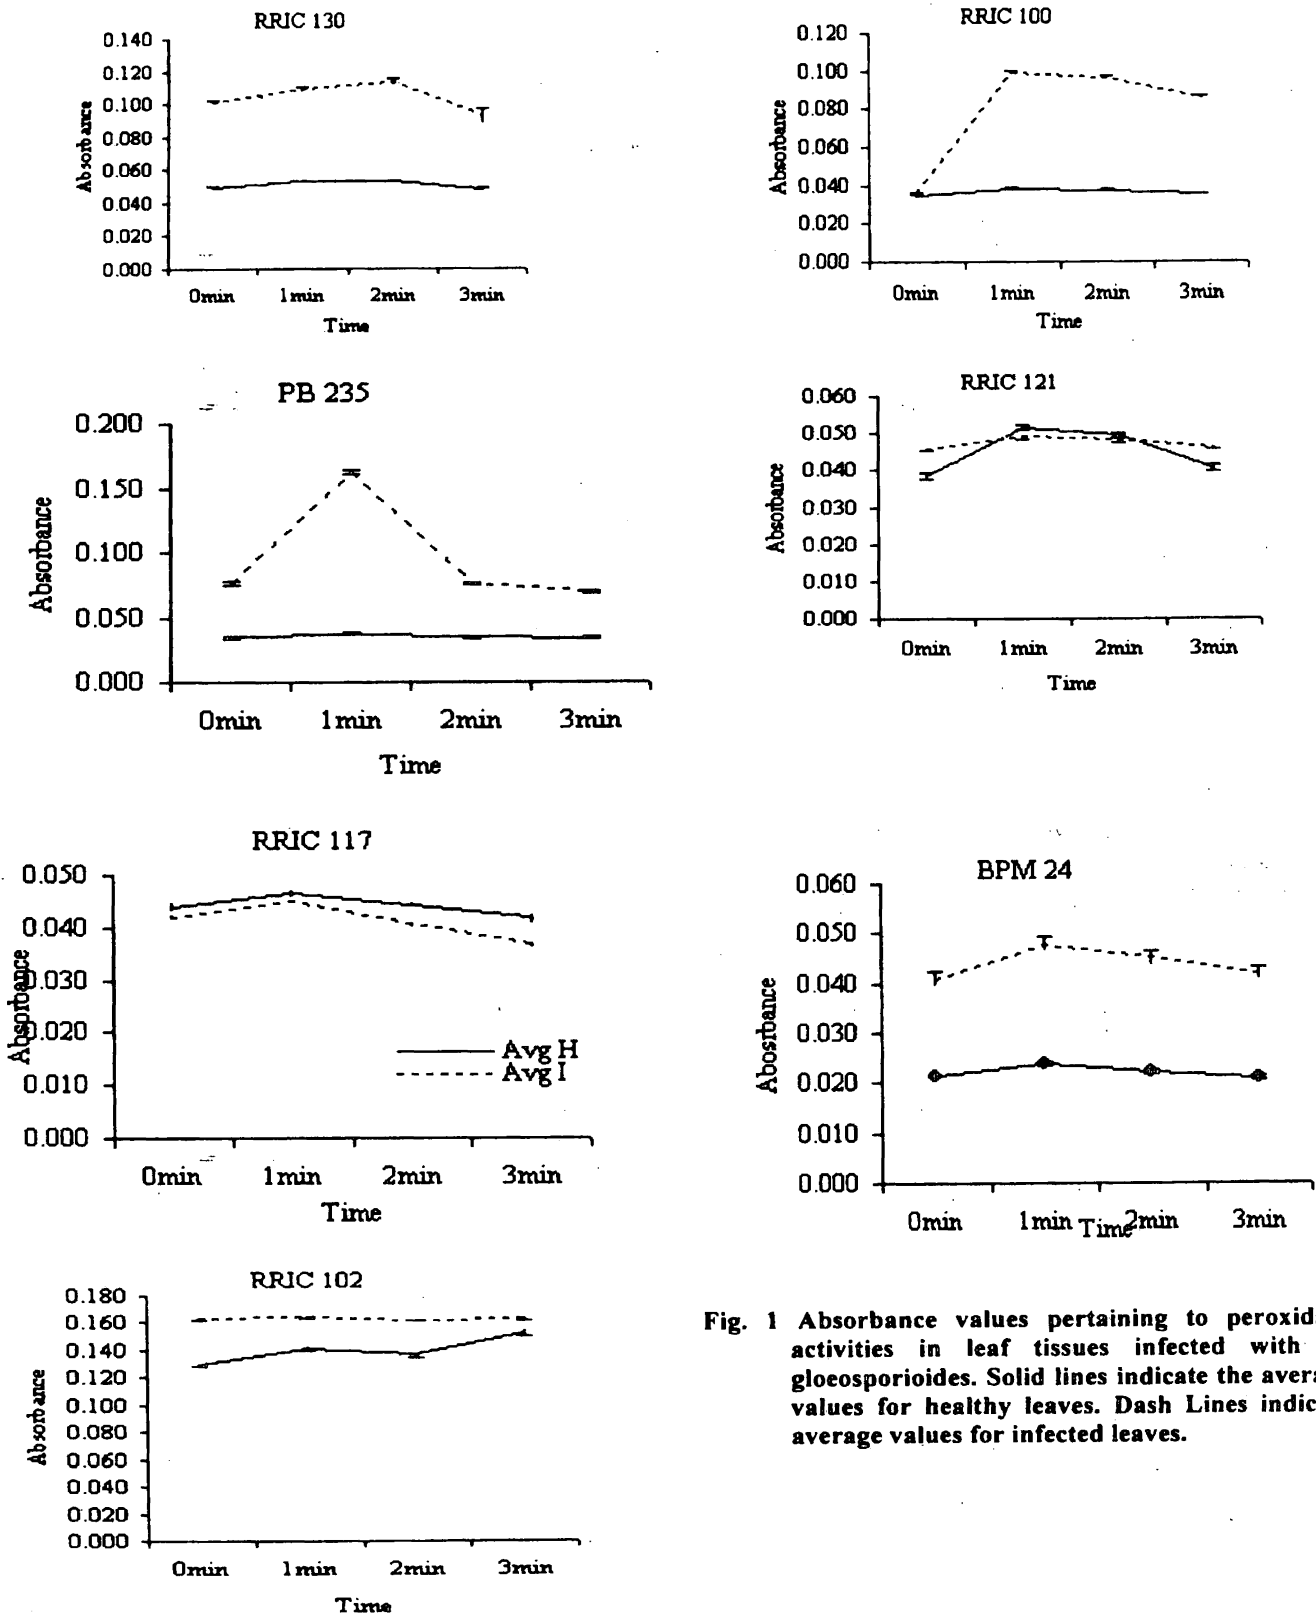 RRIC 130
0.140
0.120
0.100
0.080
0.060
0.040
0.020
0.000
Absorbance
0min 1min 2min 3min
Time
RRIC 100
0.120
0.100
0.080
0.060
0.040
0.020
0.000
Absorbance
0min 1min 2min 3min
Time
PB 235
0.200
0.150
0.100
0.050
0.000
Absorbance
0min 1min 2min 3min
Time
RRIC 121
0.060
0.050
0.040
0.030
0.020
0.010
0.000
Absorbance
0min 1min 2min 3min
Time
RRIC 117
0.050
0.040
0.030
0.020
0.010
0.000
Absorbance
Avg H
Avg I
0min 1min 2min 3min
Time
BPM 24
0.060
0.050
0.040
0.030
0.020
0.010
0.000
Abosrbance
0min 1min 2min 3min
Time
RRIC 102
0.180
0.160
0.140
0.120
0.100
0.080
0.060
0.040
0.020
0.000
Absorbance
0min 1min 2min 3min
Time
Fig. 1 Absorbance values pertaining to peroxid
activities in leaf tissues infected with
gloeosporioides. Solid lines indicate the avera
values for healthy leaves. Dash Lines indic
average values for infected leaves.